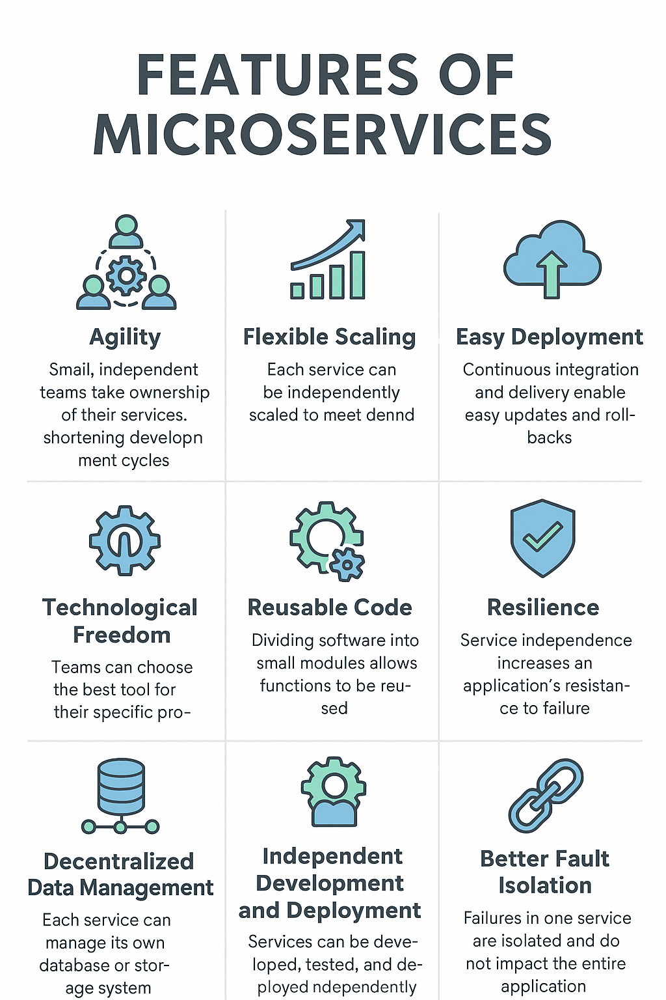 FEATURES OF
MICROSERVICES
Agility
Smail, independent
teams take ownership
of their services.
shortening developn
ment cycles
Flexible Scaling
Each service can
be independently
scaled to meet dennd
Easy Deployment
Continuous integration
and delivery enable
easy updates and roll-
backs
Technological
Freedom
Teams can choose
the best tool for
their specific pro-
Reusable Code
Dividing software into
small modules allows
functions to be reu-
sed
Resilience
Service independence
increases an
application's resistan-
ce to failure
Decentralized
Data Management
Each service can
manage its own
database or stor-
age system
Independent
Development
and Deployment
Services can be deve-
loped, tested, and de-
ployed ndependently
Better Fault
Isolation
Failures in one service
are isolated and do
not impact the entire
application